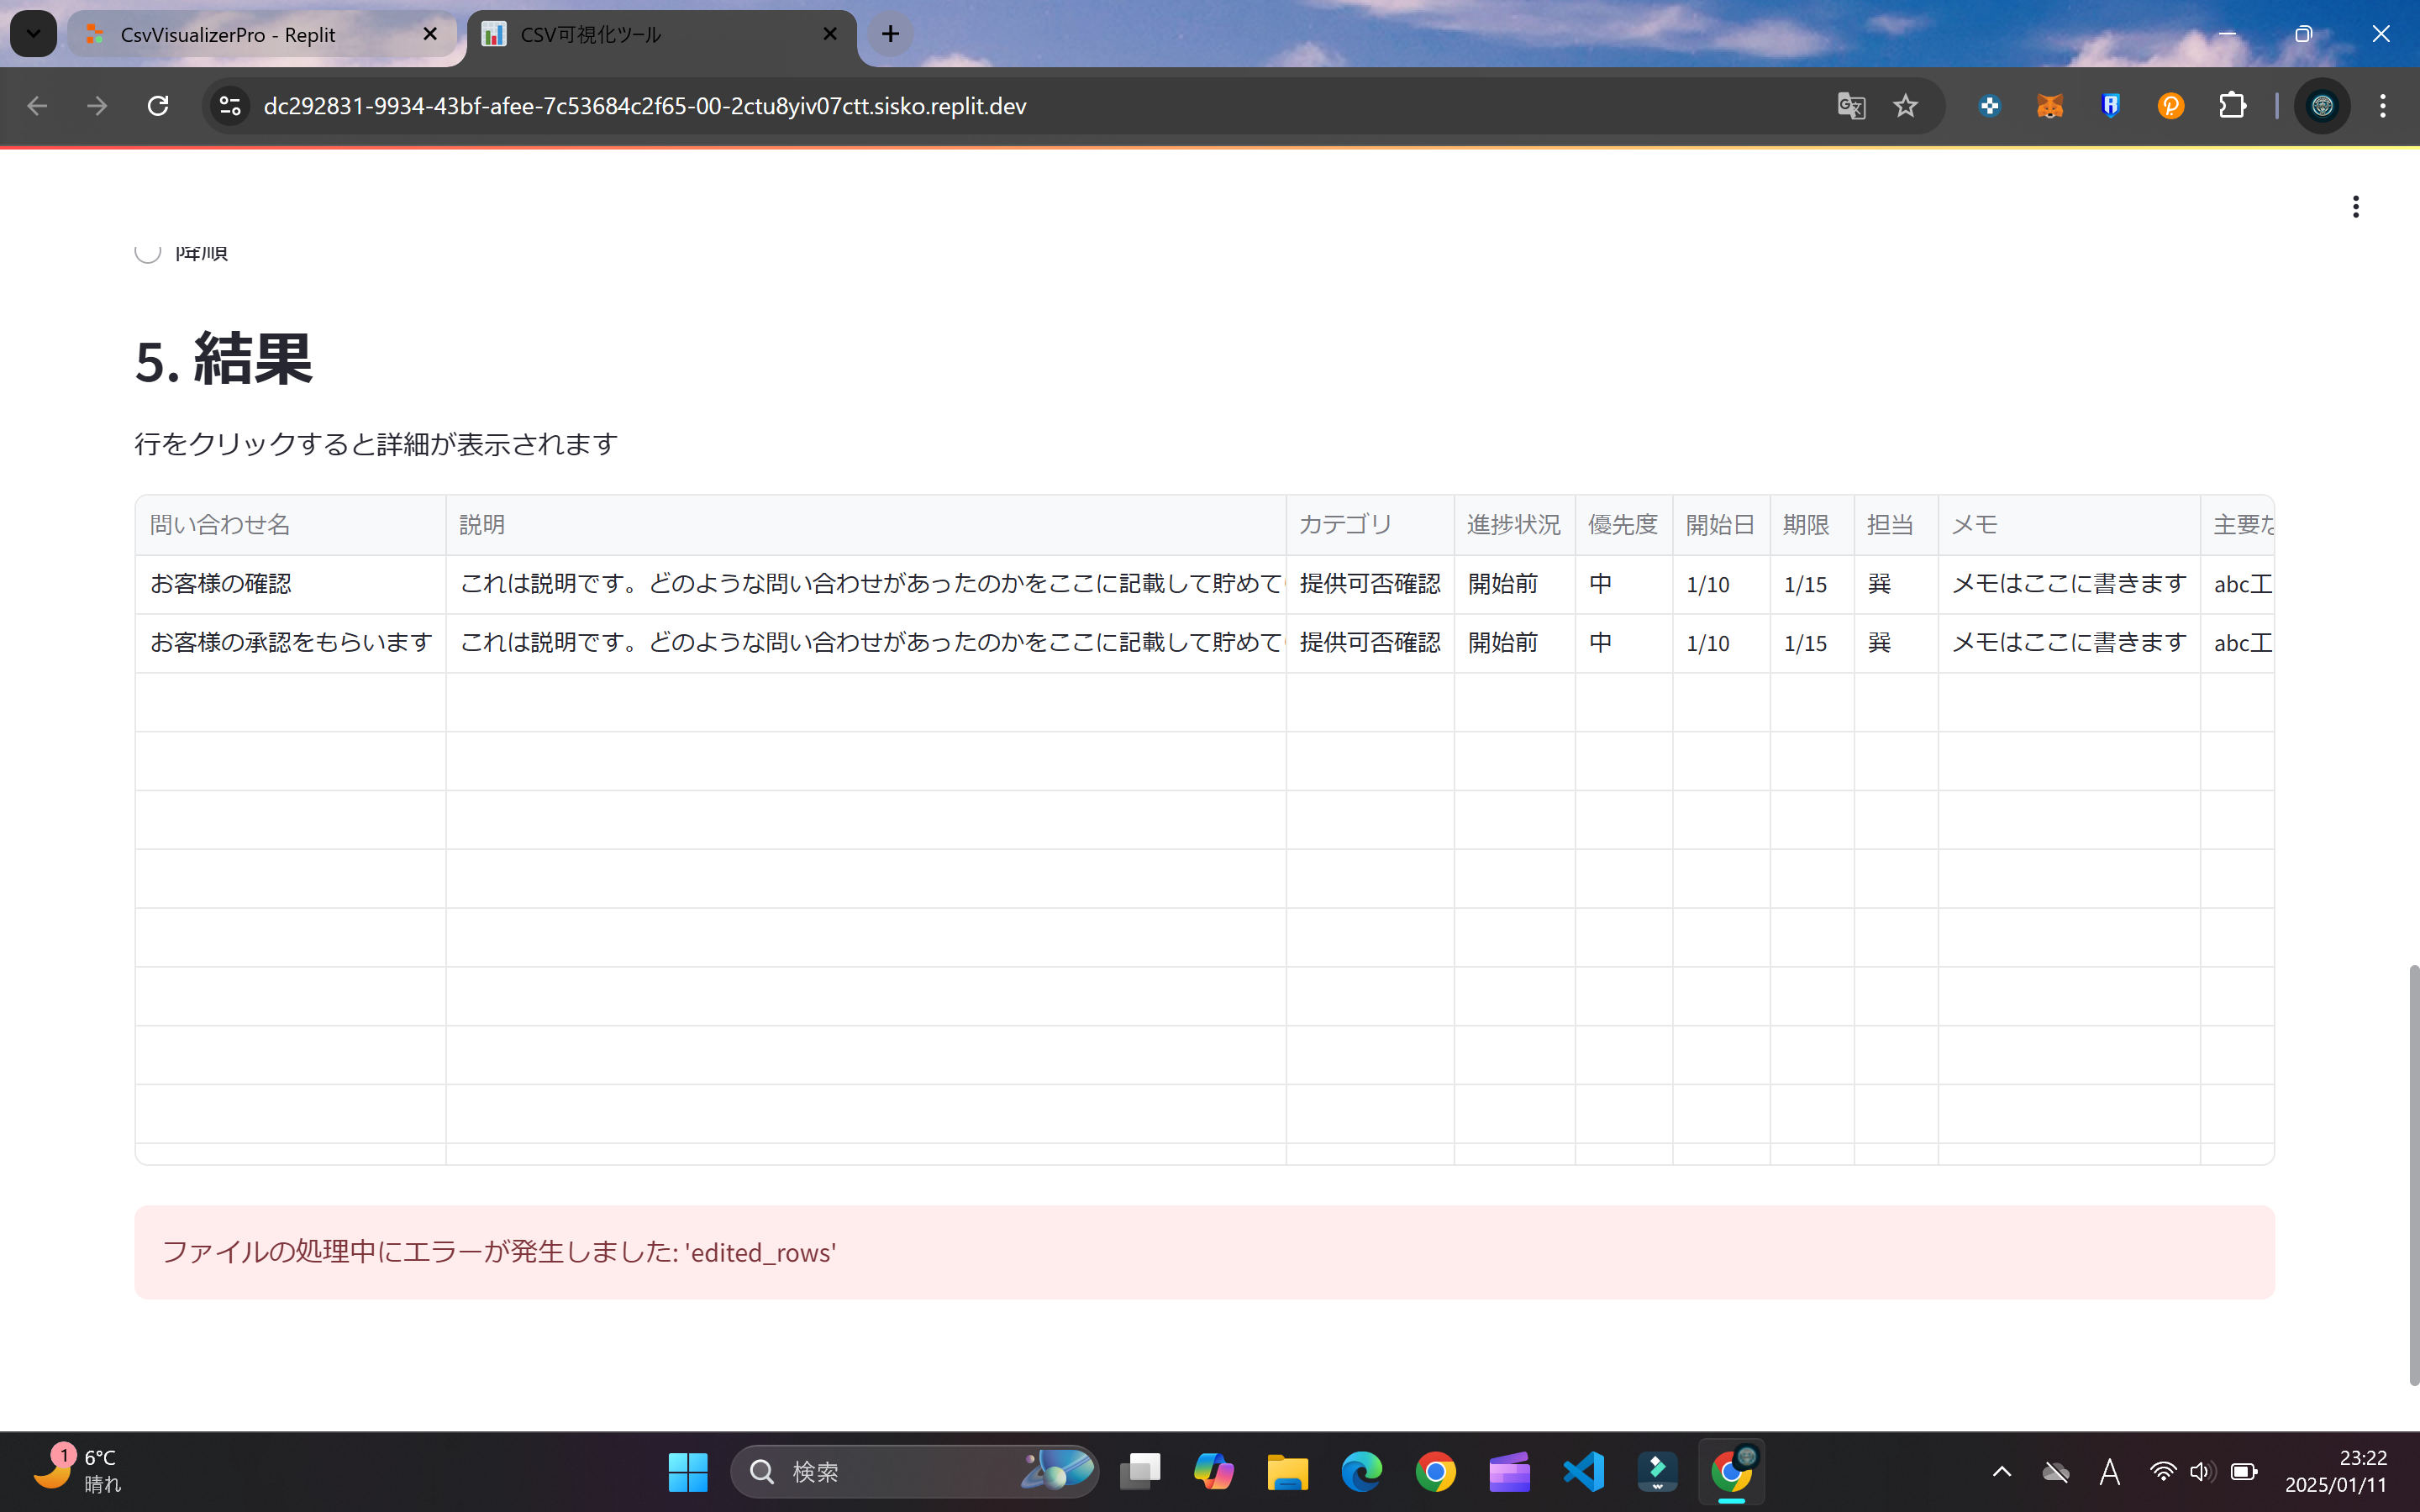 CsvVisualizerPro - Replit
CSV可視化ツール
dc292831-9934-43bf-afee-7c53684c2f65-00-2ctu8yiv07ctt.sisko.replit.dev
降順
5. 結果
行をクリックすると詳細が表示されます
問い合わせ名 説明 カテゴリ 進捗状況 優先度 開始日 期限 担当 メモ 主要な
お客様の確認 これは説明です。どのような問い合わせがあったのかをここに記載して貯めて 提供可否確認 開始前 中 1/10 1/15 巽 メモはここに書きます abc工
お客様の承認をもらいます これは説明です。どのような問い合わせがあったのかをここに記載して貯めて 提供可否確認 開始前 中 1/10 1/15 巽 メモはここに書きます abc工
ファイルの処理中にエラーが発生しました: 'edited_rows'
1
6°C
晴れ
検索
A
23:22
2025/01/11